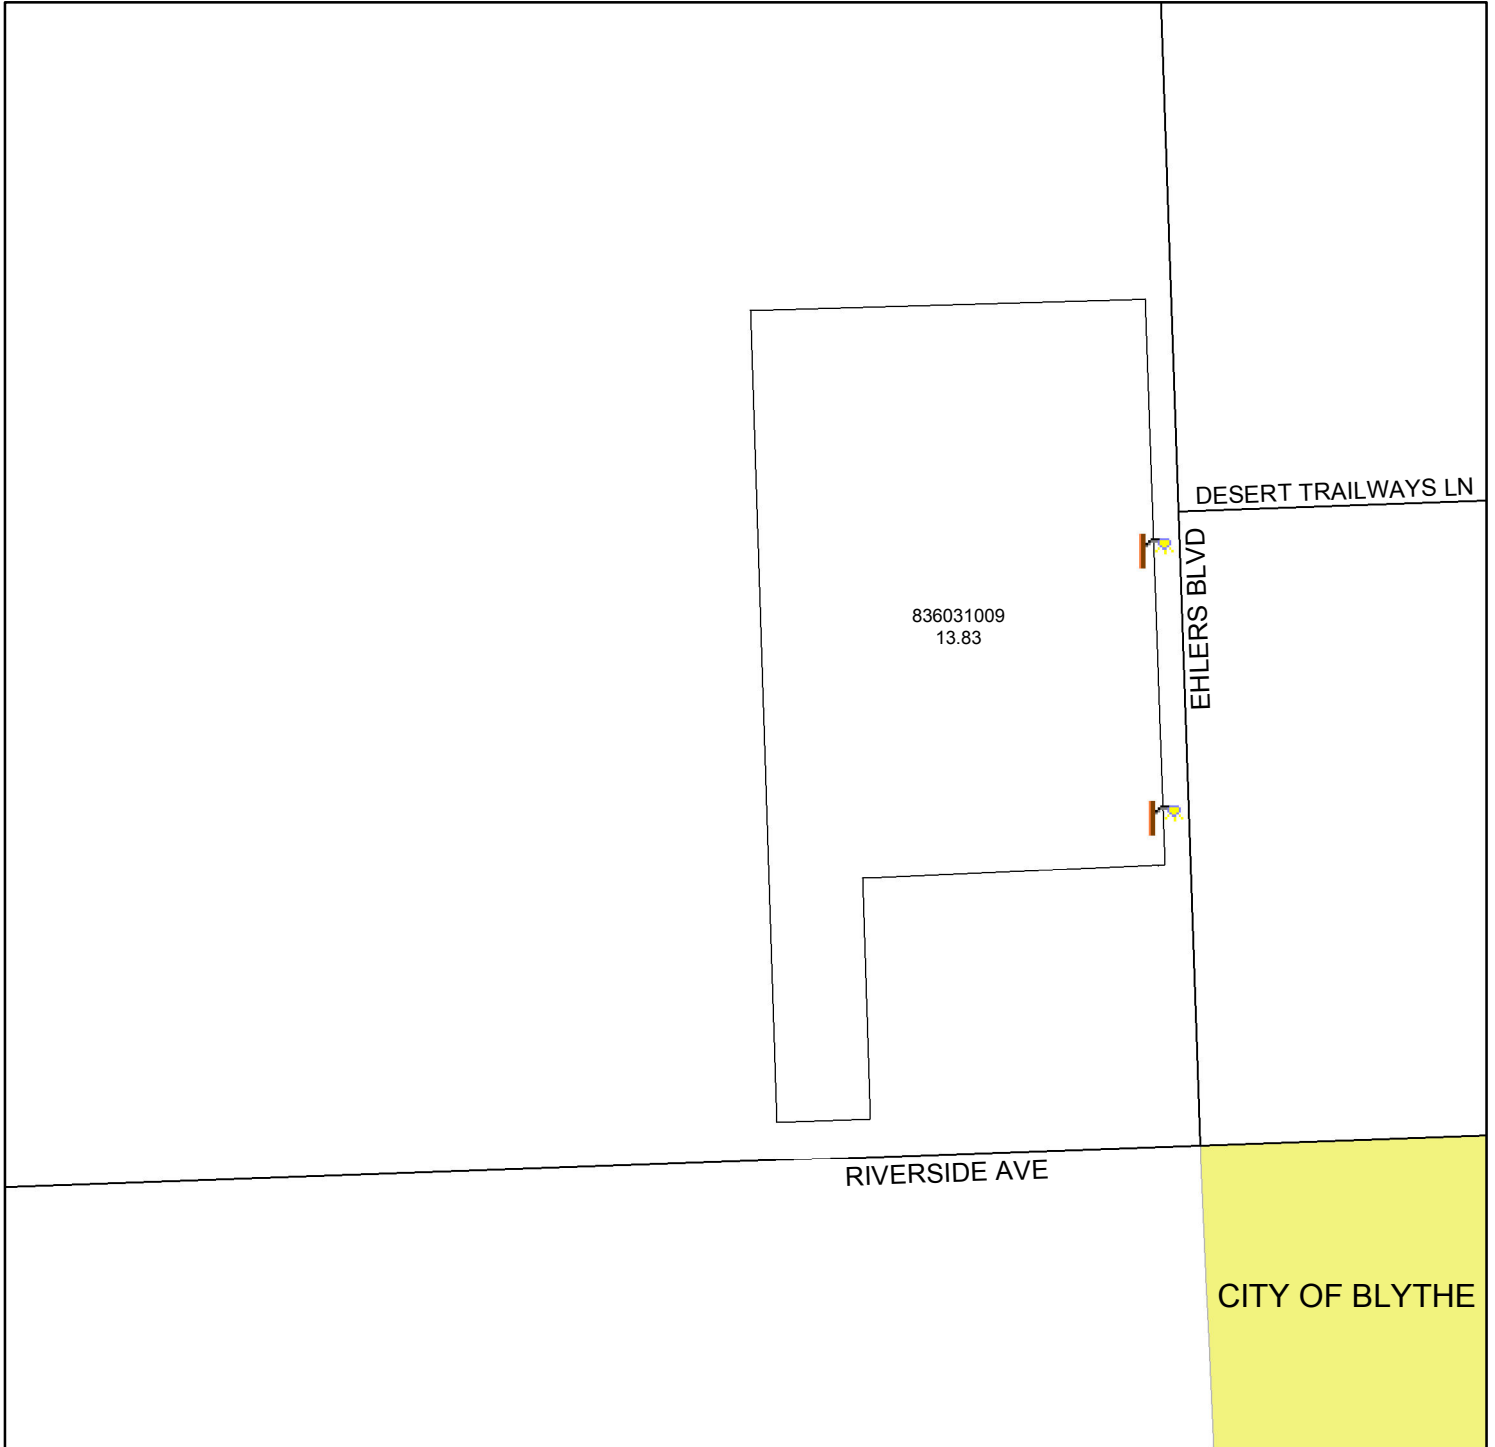 DESERT TRAILWAYS LN
EHLERS BLVD
836031009
13.83
RIVERSIDE AVE
CITY OF BLYTHE